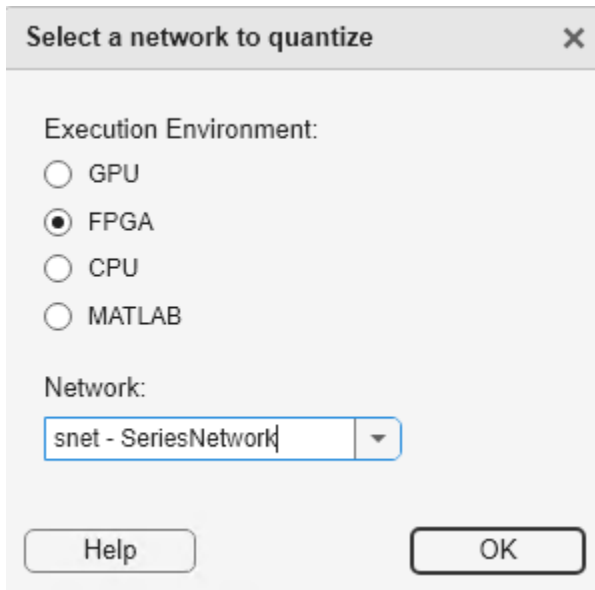 Select a network to quantize
Execution Environment:
GPU
FPGA
CPU
MATLAB
Network:
snet - SeriesNetwork
Help
OK